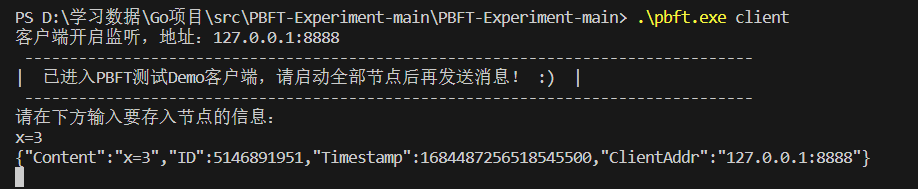 PS D:\学习数据\Go项目\src\PBFT-Experiment-main\PBFT-Experiment-main> .\pbft.exe client
客户端开启监听，地址：127.0.0.1:8888
---------------------------------------------------------------------------------
|  已进入PBFT测试Demo客户端，请启动全部节点后再发送消息！ :)  |
---------------------------------------------------------------------------------
请在下方输入要存入节点的信息：
x=3
{"Content":"x=3","ID":5146891951,"Timestamp":1684487256518545500,"ClientAddr":"127.0.0.1:8888"}